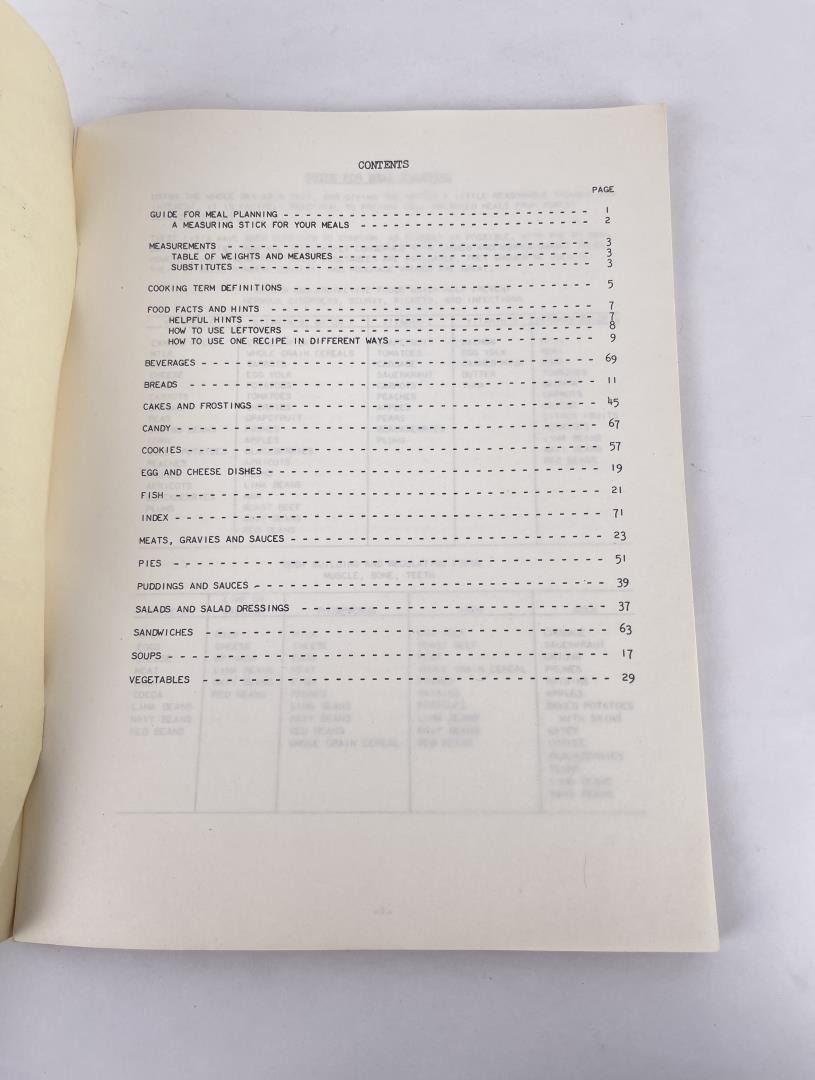 CONTENTS
PAGE
GUIDE FOR MEAL PLANNING - - - - - - - - - - - - - - - - - - - - - - - - - - - - 1
A MEASURING STICK FOR YOUR MEALS - - - - - - - - - - - - - - - - - - - - - 2
MEASUREMENTS - - - - - - - - - - - - - - - - - - - - - - - - - - - - - - - - - 3
TABLE OF WEIGHTS AND MEASURES - - - - - - - - - - - - - - - - - - - - - - - 3
SUBSTITUTES - - - - - - - - - - - - - - - - - - - - - - - - - - - - - - - - 3
COOKING TERM DEFINITIONS - - - - - - - - - - - - - - - - - - - - - - - - - - - 5
FOOD FACTS AND HINTS - - - - - - - - - - - - - - - - - - - - - - - - - - - - - 7
HELPFUL HINTS - - - - - - - - - - - - - - - - - - - - - - - - - - - - - - - 7
HOW TO USE LEFTOVERS - - - - - - - - - - - - - - - - - - - - - - - - - - - 8
HOW TO USE ONE RECIPE IN DIFFERENT WAYS - - - - - - - - - - - - - - - - - - 9
BEVERAGES - - - - - - - - - - - - - - - - - - - - - - - - - - - - - - - - - - 69
BREADS - - - - - - - - - - - - - - - - - - - - - - - - - - - - - - - - - - - 11
CAKES AND FROSTINGS - - - - - - - - - - - - - - - - - - - - - - - - - - - - - 45
CANDY - - - - - - - - - - - - - - - - - - - - - - - - - - - - - - - - - - - - 67
COOKIES - - - - - - - - - - - - - - - - - - - - - - - - - - - - - - - - - - - 57
EGG AND CHEESE DISHES - - - - - - - - - - - - - - - - - - - - - - - - - - - - 19
FISH - - - - - - - - - - - - - - - - - - - - - - - - - - - - - - - - - - - - 21
INDEX - - - - - - - - - - - - - - - - - - - - - - - - - - - - - - - - - - - - 71
MEATS, GRAVIES AND SAUCES - - - - - - - - - - - - - - - - - - - - - - - - - - 23
PIES - - - - - - - - - - - - - - - - - - - - - - - - - - - - - - - - - - - - 51
PUDDINGS AND SAUCES - - - - - - - - - - - - - - - - - - - - - - - - - - - - - 39
SALADS AND SALAD DRESSINGS - - - - - - - - - - - - - - - - - - - - - - - - - - 37
SANDWICHES - - - - - - - - - - - - - - - - - - - - - - - - - - - - - - - - - 63
SOUPS - - - - - - - - - - - - - - - - - - - - - - - - - - - - - - - - - - - - 17
VEGETABLES - - - - - - - - - - - - - - - - - - - - - - - - - - - - - - - - - 29